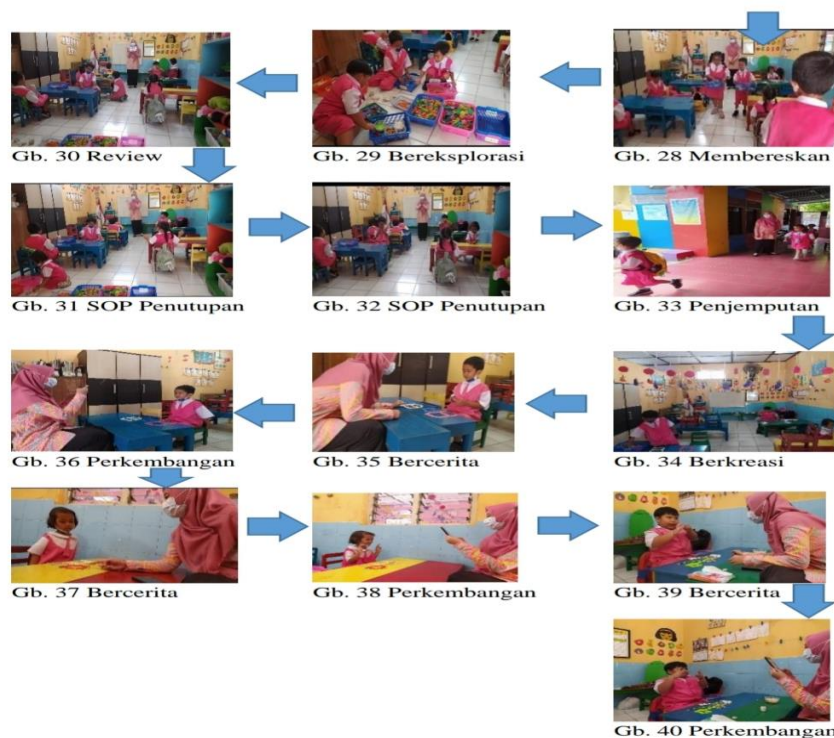 Gb. 30 Review
Gb. 29 Bereksplorasi
Gb. 28 Membereskan
Gb. 31 SOP Penutupan
Gb. 32 SOP Penutupan
Gb. 33 Penjemputan
Gb. 36 Perkembangan
Gb. 35 Bercerita
Gb. 34 Berkreasi
Gb. 37 Bercerita
Gb. 38 Perkembangan
Gb. 39 Bercerita
Gb. 40 Perkembangan